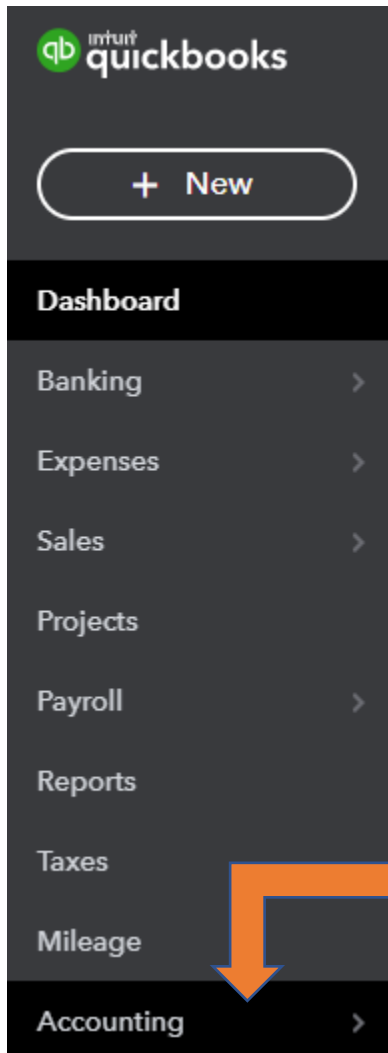 intuit
quickbooks
+ New
Dashboard
Banking
Expenses
Sales
Projects
Payroll
Reports
Taxes
Mileage
Accounting